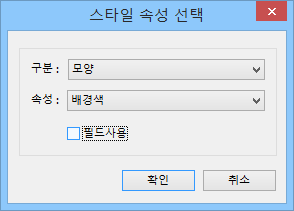 스타일 속성 선택
구분 : 모양
속성 : 배경색
필드사용
확인 취소